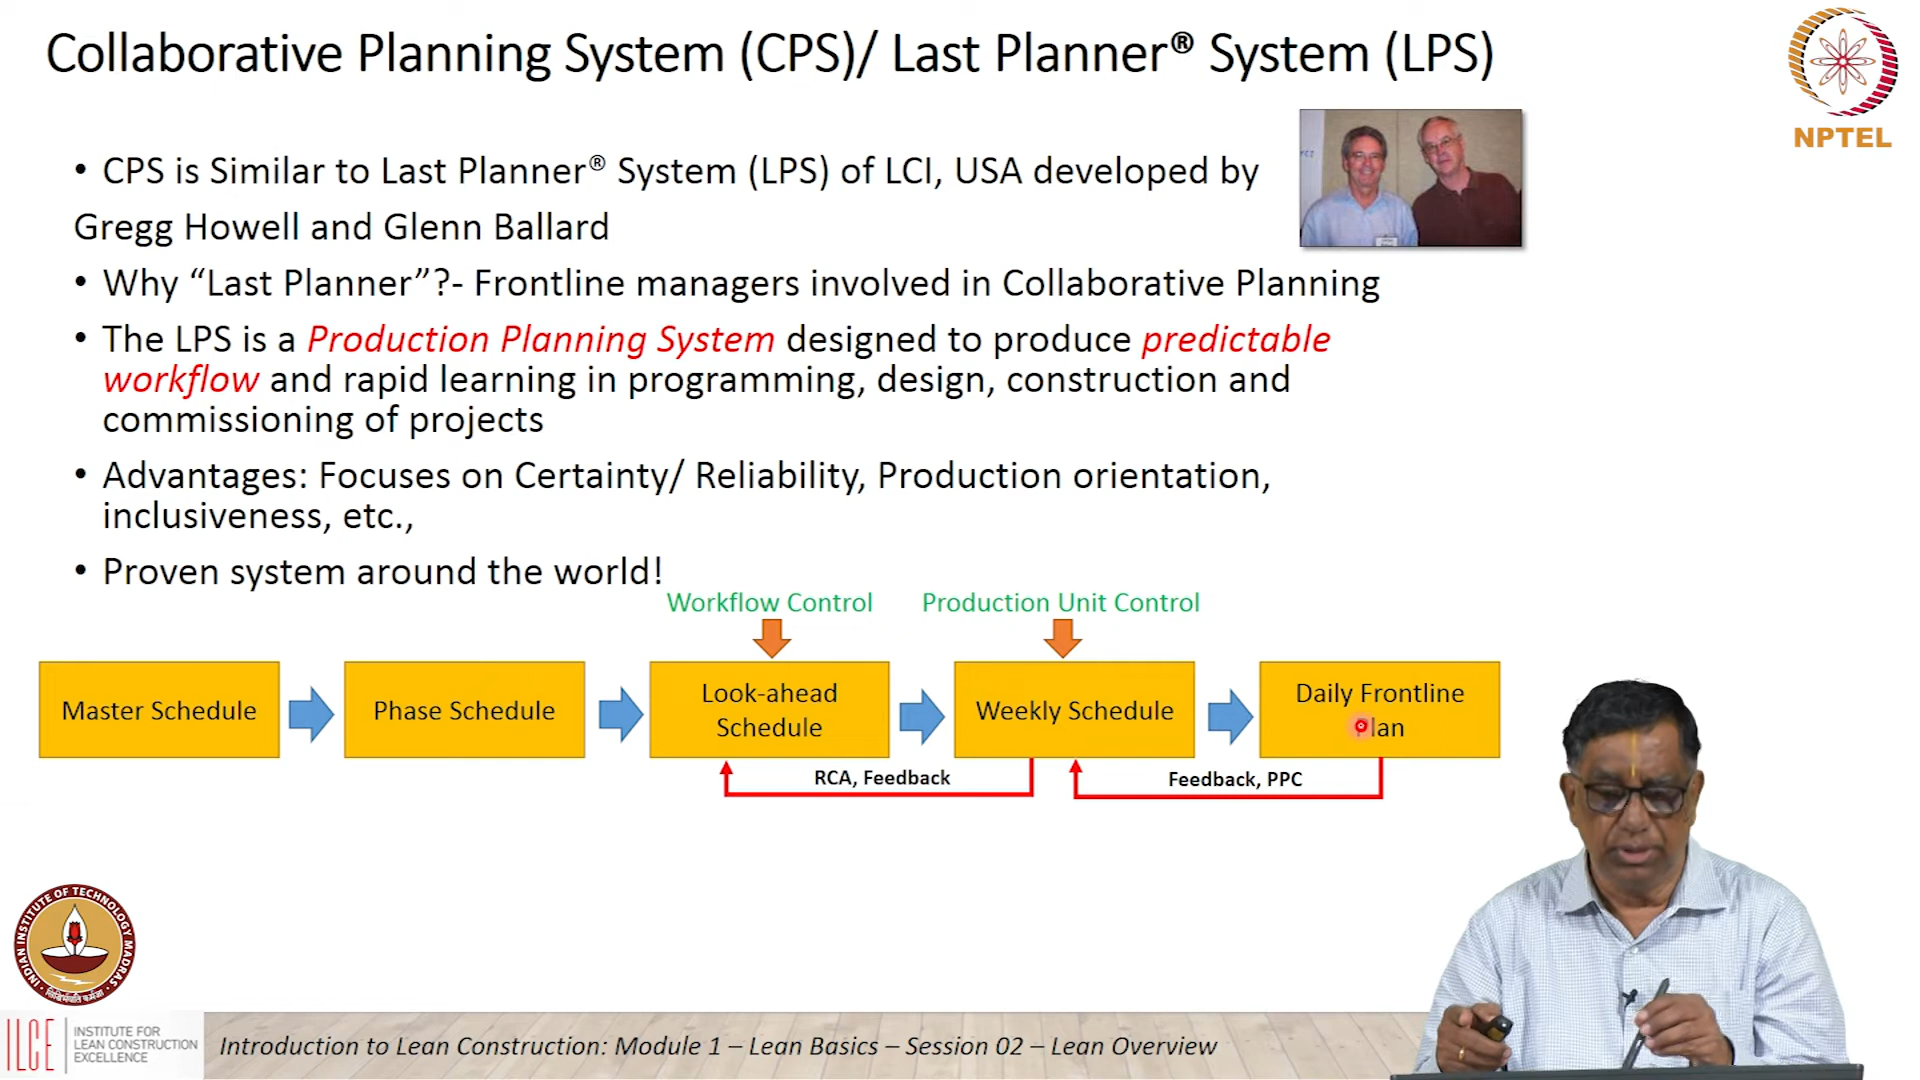 Collaborative Planning System (CPS)/ Last Planner® System (LPS)
NPTEL
• CPS is Similar to Last Planner® System (LPS) of LCI, USA developed by
Gregg Howell and Glenn Ballard
• Why “Last Planner”?- Frontline managers involved in Collaborative Planning
• The LPS is a Production Planning System designed to produce predictable
workflow and rapid learning in programming, design, construction and
commissioning of projects
• Advantages: Focuses on Certainty/ Reliability, Production orientation,
inclusiveness, etc.,
• Proven system around the world!
Workflow Control
Production Unit Control
Master Schedule
Phase Schedule
Look-ahead
Schedule
Weekly Schedule
Daily Frontline
Plan
RCA, Feedback
Feedback, PPC
INDIAN INSTITUTE OF TECHNOLOGY MADRAS
सिद्धिर्भवति कर्मजा
ILCE
INSTITUTE FOR
LEAN CONSTRUCTION
EXCELLENCE
Introduction to Lean Construction: Module 1 – Lean Basics – Session 02 – Lean Overview